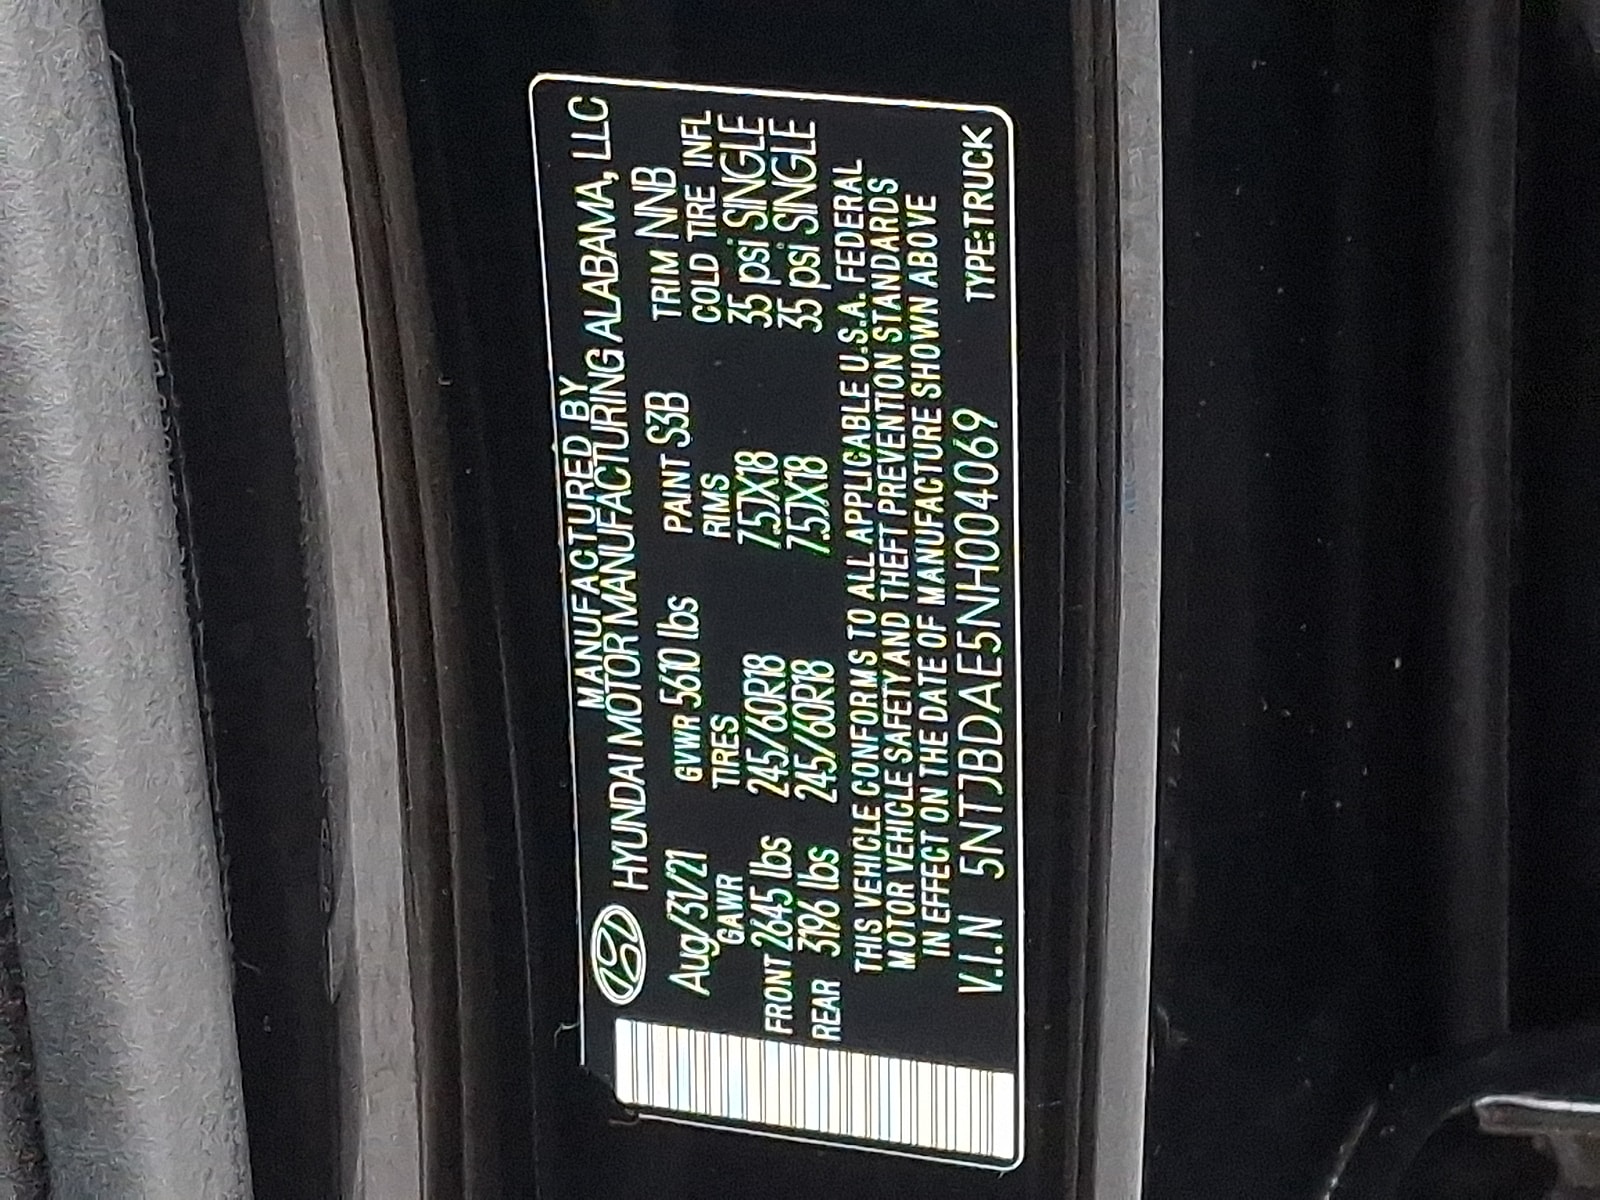 MANUFACTURED BY
HYUNDAI MOTOR MANUFACTURING ALABAMA, LLC
Aug/31/21 GVWR 5610 lbs PAINT S3B TRIM NNB
GAWR TIRES RIMS COLD TIRE INFL
FRONT 2645 lbs 245/60R18 7.5JX18 35 psi SINGLE
REAR 3196 lbs 245/60R18 7.5JX18 35 psi SINGLE
THIS VEHICLE CONFORMS TO ALL APPLICABLE U.S.A. FEDERAL
MOTOR VEHICLE SAFETY AND THEFT PREVENTION STANDARDS
IN EFFECT ON THE DATE OF MANUFACTURE SHOWN ABOVE
V.I.N 5NTJBDAE5NH004069 TYPE:TRUCK